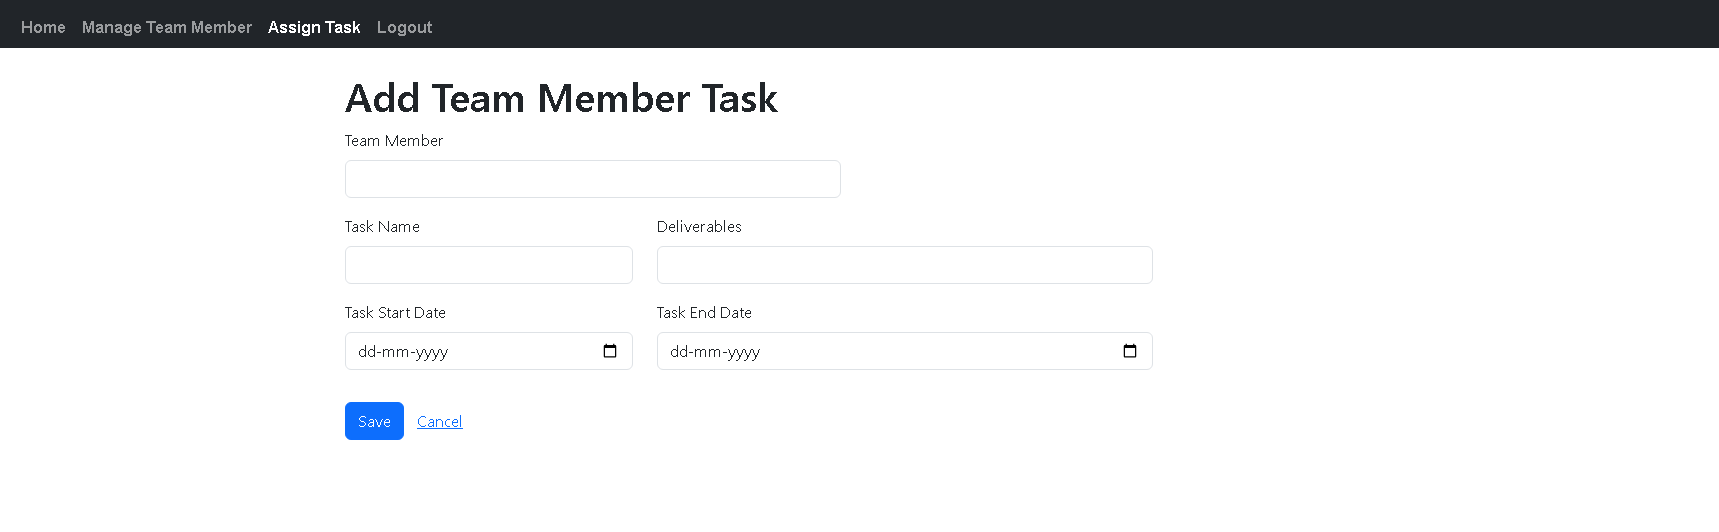 Home Manage Team Member Assign Task Logout
Add Team Member Task
Team Member
Task Name Deliverables
Task Start Date Task End Date
dd-mm-yyyy dd-mm-yyyy
Save Cancel